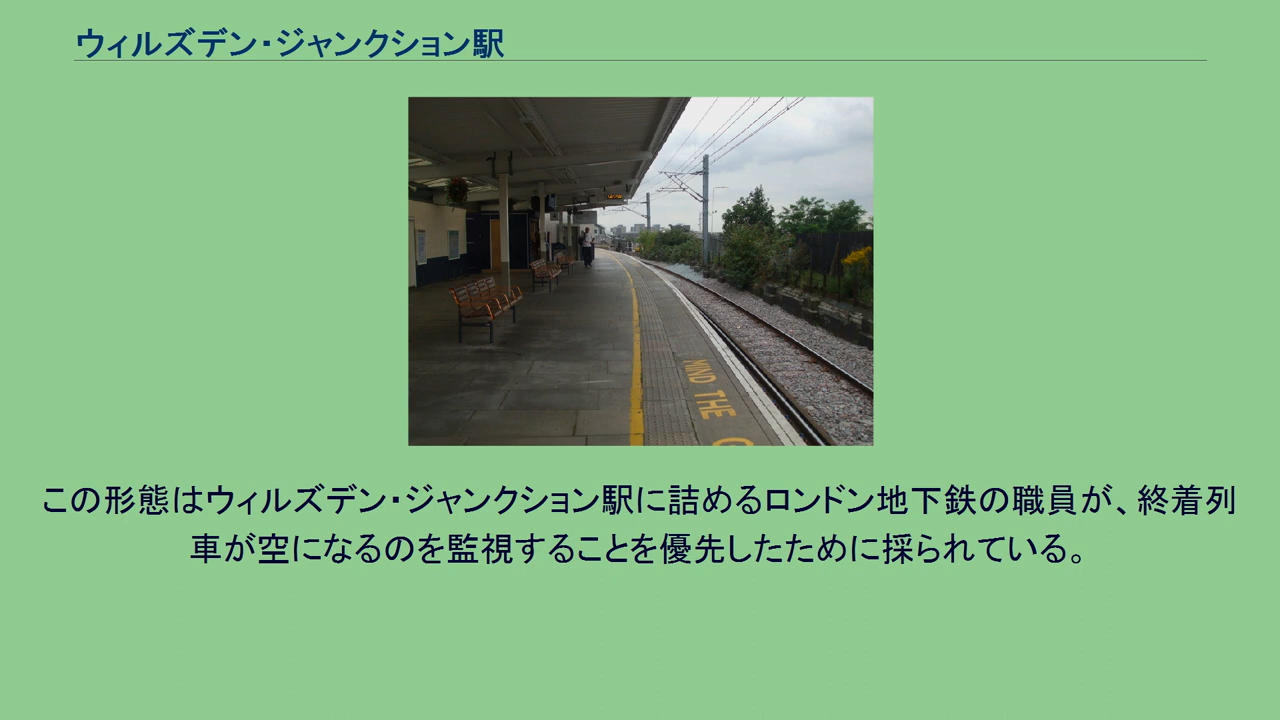 ウィルズデン・ジャンクション駅
MIND THE
この形態はウィルズデン・ジャンクション駅に詰めるロンドン地下鉄の職員が、終着列
車が空になるのを監視することを優先したために採られている。